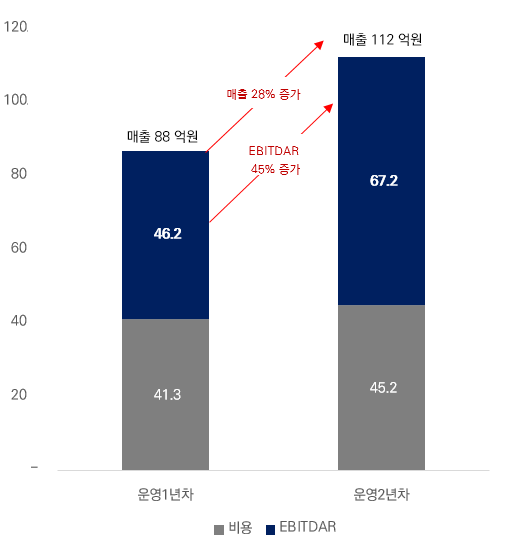 120
매출 112 억원
매출 28% 증가
100
매출 88 억원
EBITDAR
45% 증가
80
67.2
46.2
60
40
41.3
45.2
20
–
운영1년차
운영2년차
비용
EBITDAR